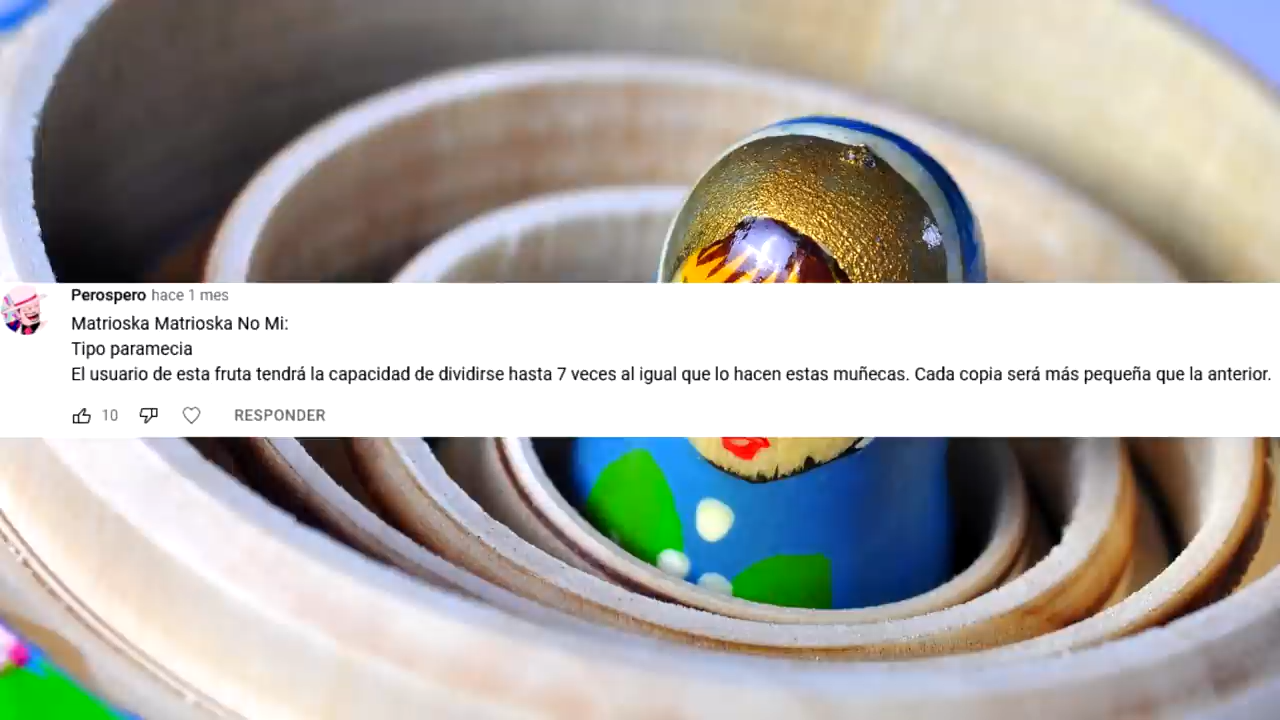 Perospero hace 1 mes
Matrioska Matrioska No Mi:
Tipo paramecia
El usuario de esta fruta tendrá la capacidad de dividirse hasta 7 veces al igual que lo hacen estas muñecas. Cada copia será más pequeña que la anterior.
10 RESPONDER